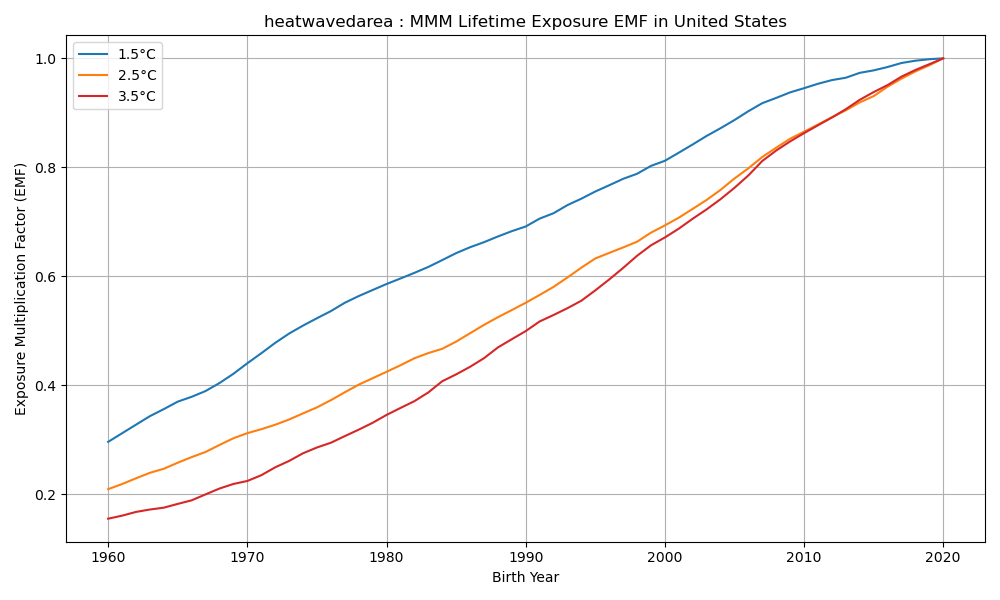 heatwavedarea : MMM Lifetime Exposure EMF in United States
1.5°C
2.5°C
3.5°C
Exposure Multiplication Factor (EMF)
1.0
0.8
0.6
0.4
0.2
1960 1970 1980 1990 2000 2010 2020
Birth Year